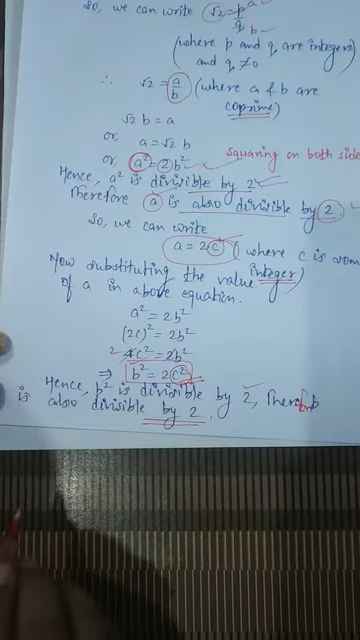 So, we can write √2 = p/q a b
(where p and q are integers
and q ≠ 0
∴ √2 = a/b (where a & b are
coprime)
√2 b = a
or, a = √2 b
or, a² = 2b² squaring on both side
Hence, a² is divisible by 2
Therefore a is also divisible by 2
So, we can write
a = 2c (where c is som
integer)
Now substituting the value
of a in above equation.
a² = 2b²
(2c)² = 2b²
2 4c² = 2b²
⇒ b² = 2c²
Hence, b² is divisible by 2, Therefore b
is also divisible by 2.